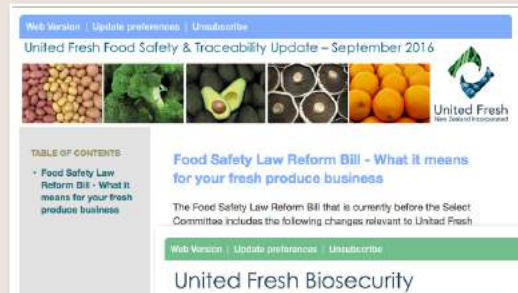 Web Version | Update preferences | Unsubscribe
United Fresh Food Safety & Traceability Update – September 2016
United Fresh
New Zealand Incorporated
TABLE OF CONTENTS
• Food Safety Law
Reform Bill - What it
means for your fresh
produce business
Food Safety Law Reform Bill - What it means
for your fresh produce business
The Food Safety Law Reform Bill that is currently before the Select
Committee includes the following changes relevant to United Fresh
Web Version | Update preferences | Unsubscribe
United Fresh Biosecurity